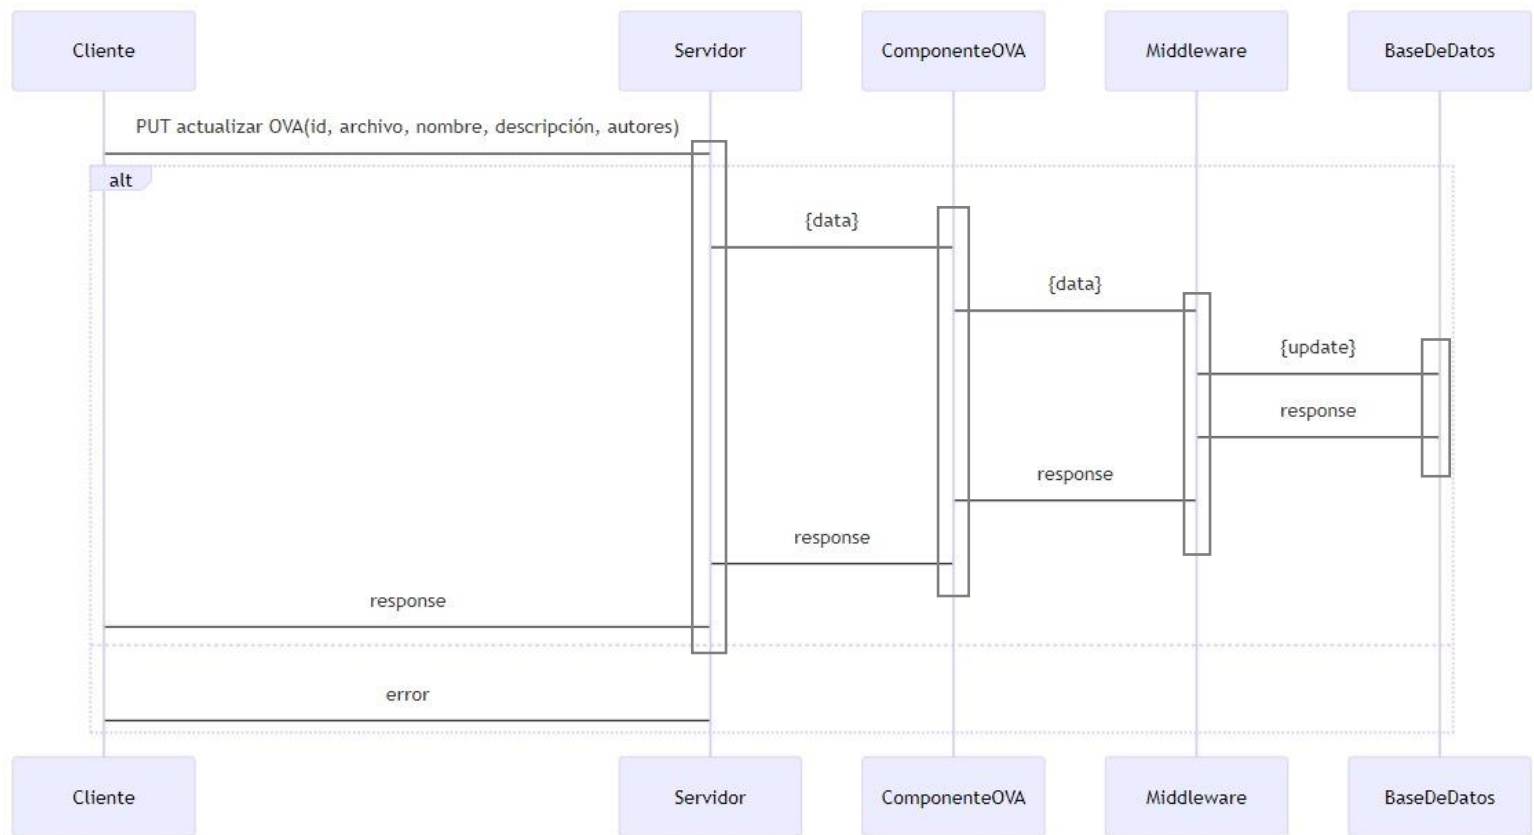 Cliente
Servidor
ComponenteOVA
Middleware
BaseDeDatos
PUT actualizar OVA(id, archivo, nombre, descripción, autores)
alt
{data}
{data}
{update}
response
response
response
response
error
Cliente
Servidor
ComponenteOVA
Middleware
BaseDeDatos